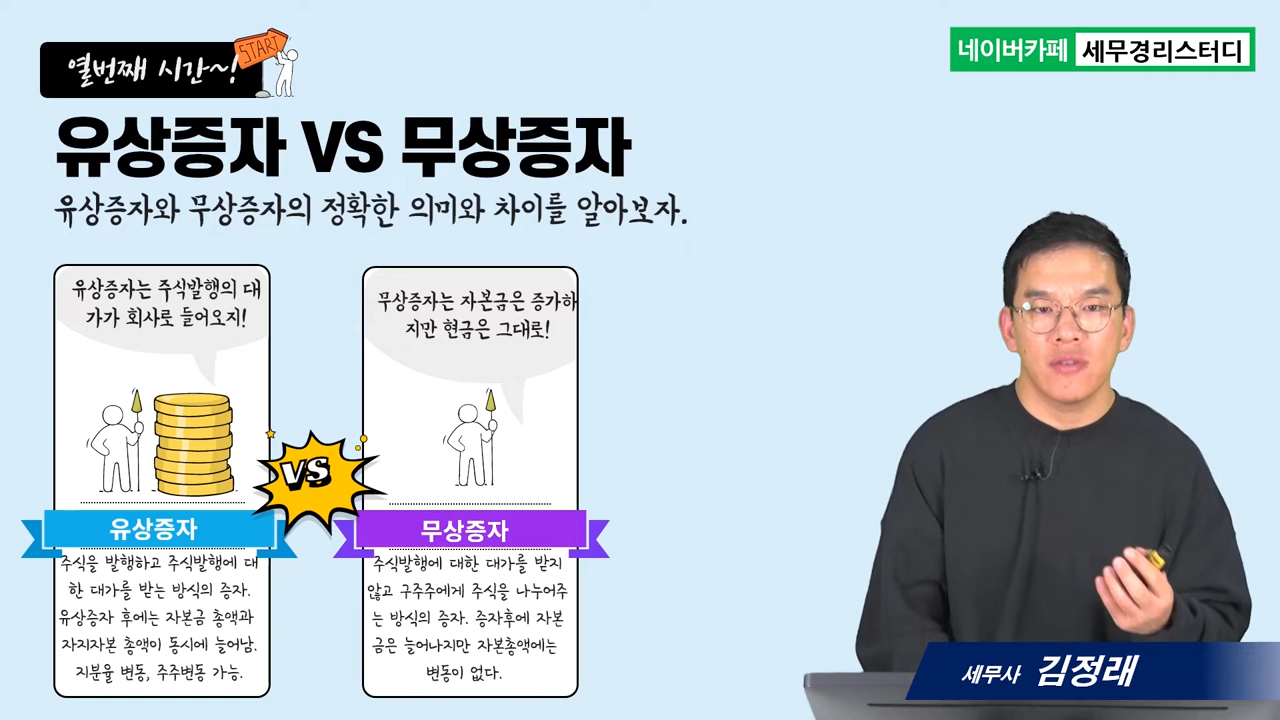 열번째 시간~!
START
네이버카페 세무경리스터디
유상증자 VS 무상증자
유상증자와 무상증자의 정확한 의미와 차이를 알아보자.
유상증자는 주식발행의 대
가가 회사로 들어오지!
무상증자는 자본금은 증가하
지만 현금은 그대로!
VS
유상증자
주식을 발행하고 주식발행에 대
한 대가를 받는 방식의 증자.
유상증자 후에는 자본금 총액과
자지자본 총액이 동시에 늘어남.
지분율 변동, 주주변동 가능.
무상증자
주식발행에 대한 대가를 받지
않고 구주주에게 주식을 나누어주
는 방식의 증자. 증자후에 자본
금은 늘어나지만 자본총액에는
변동이 없다.
세무사 김정래